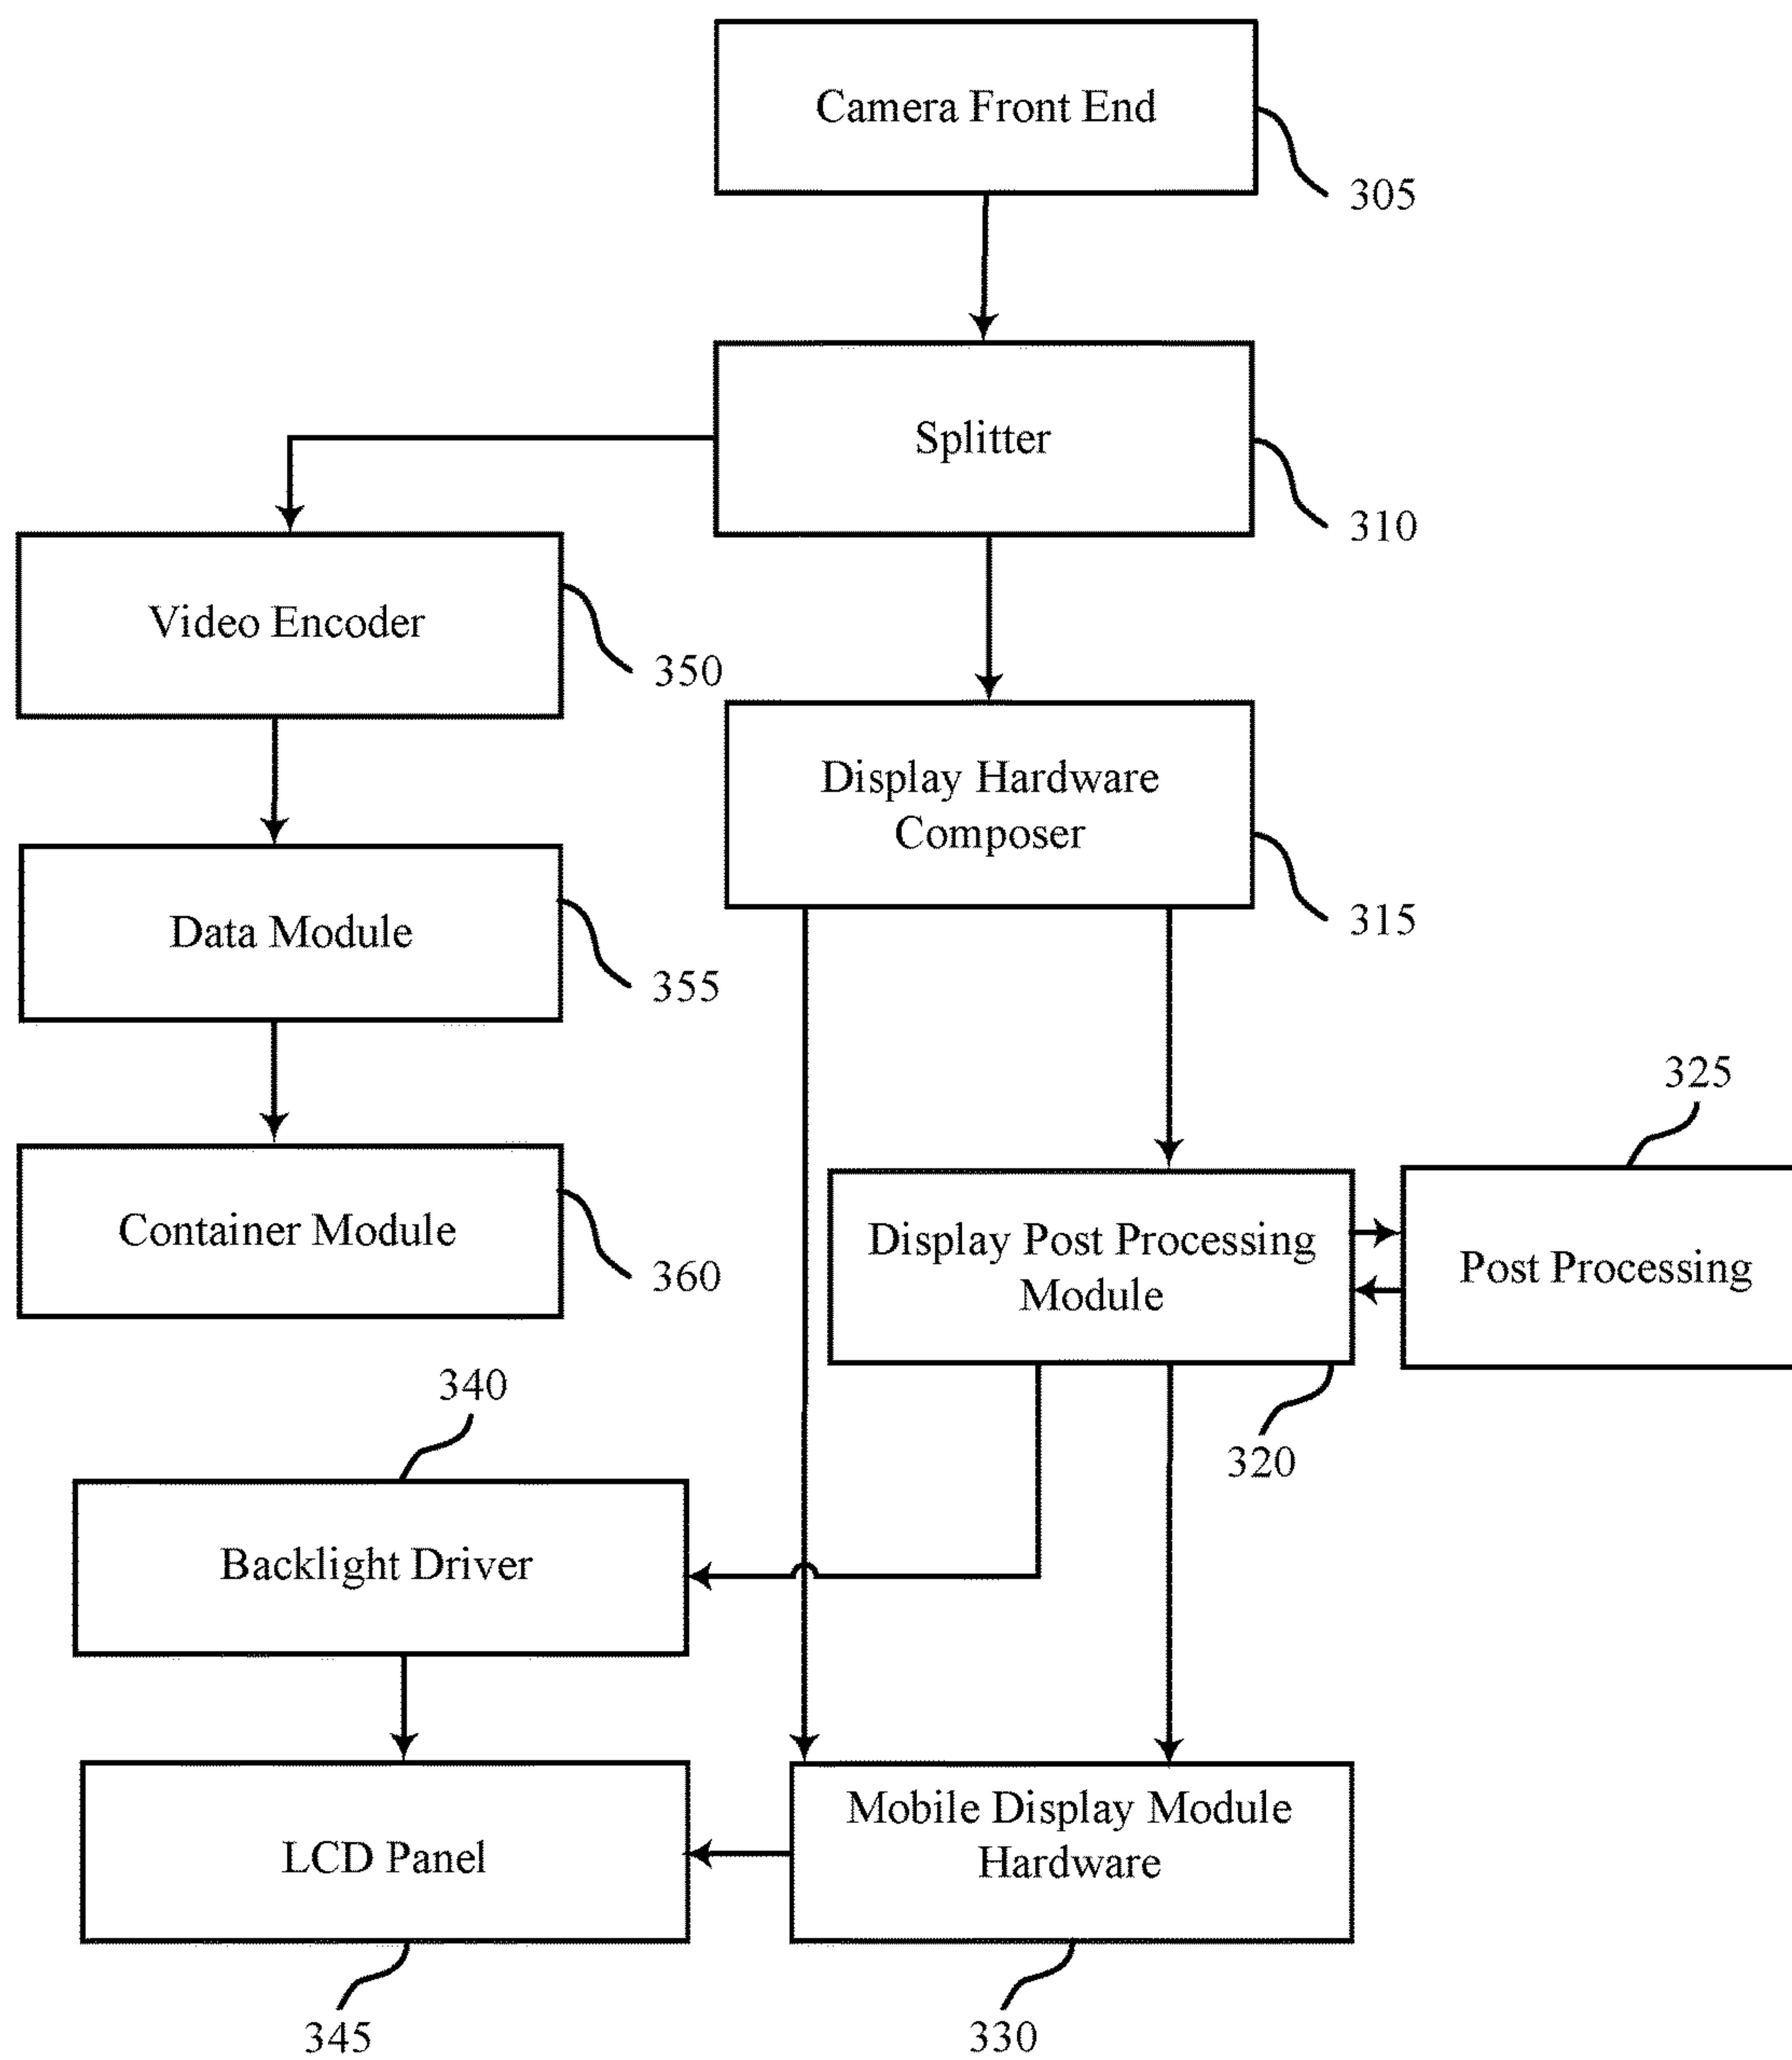 Camera Front End
305
Splitter
310
Video Encoder
350
Display Hardware
Composer
315
Data Module
355
325
Container Module
360
Display Post Processing
Module
320
Post Processing
340
Backlight Driver
LCD Panel
345
Mobile Display Module
Hardware
330